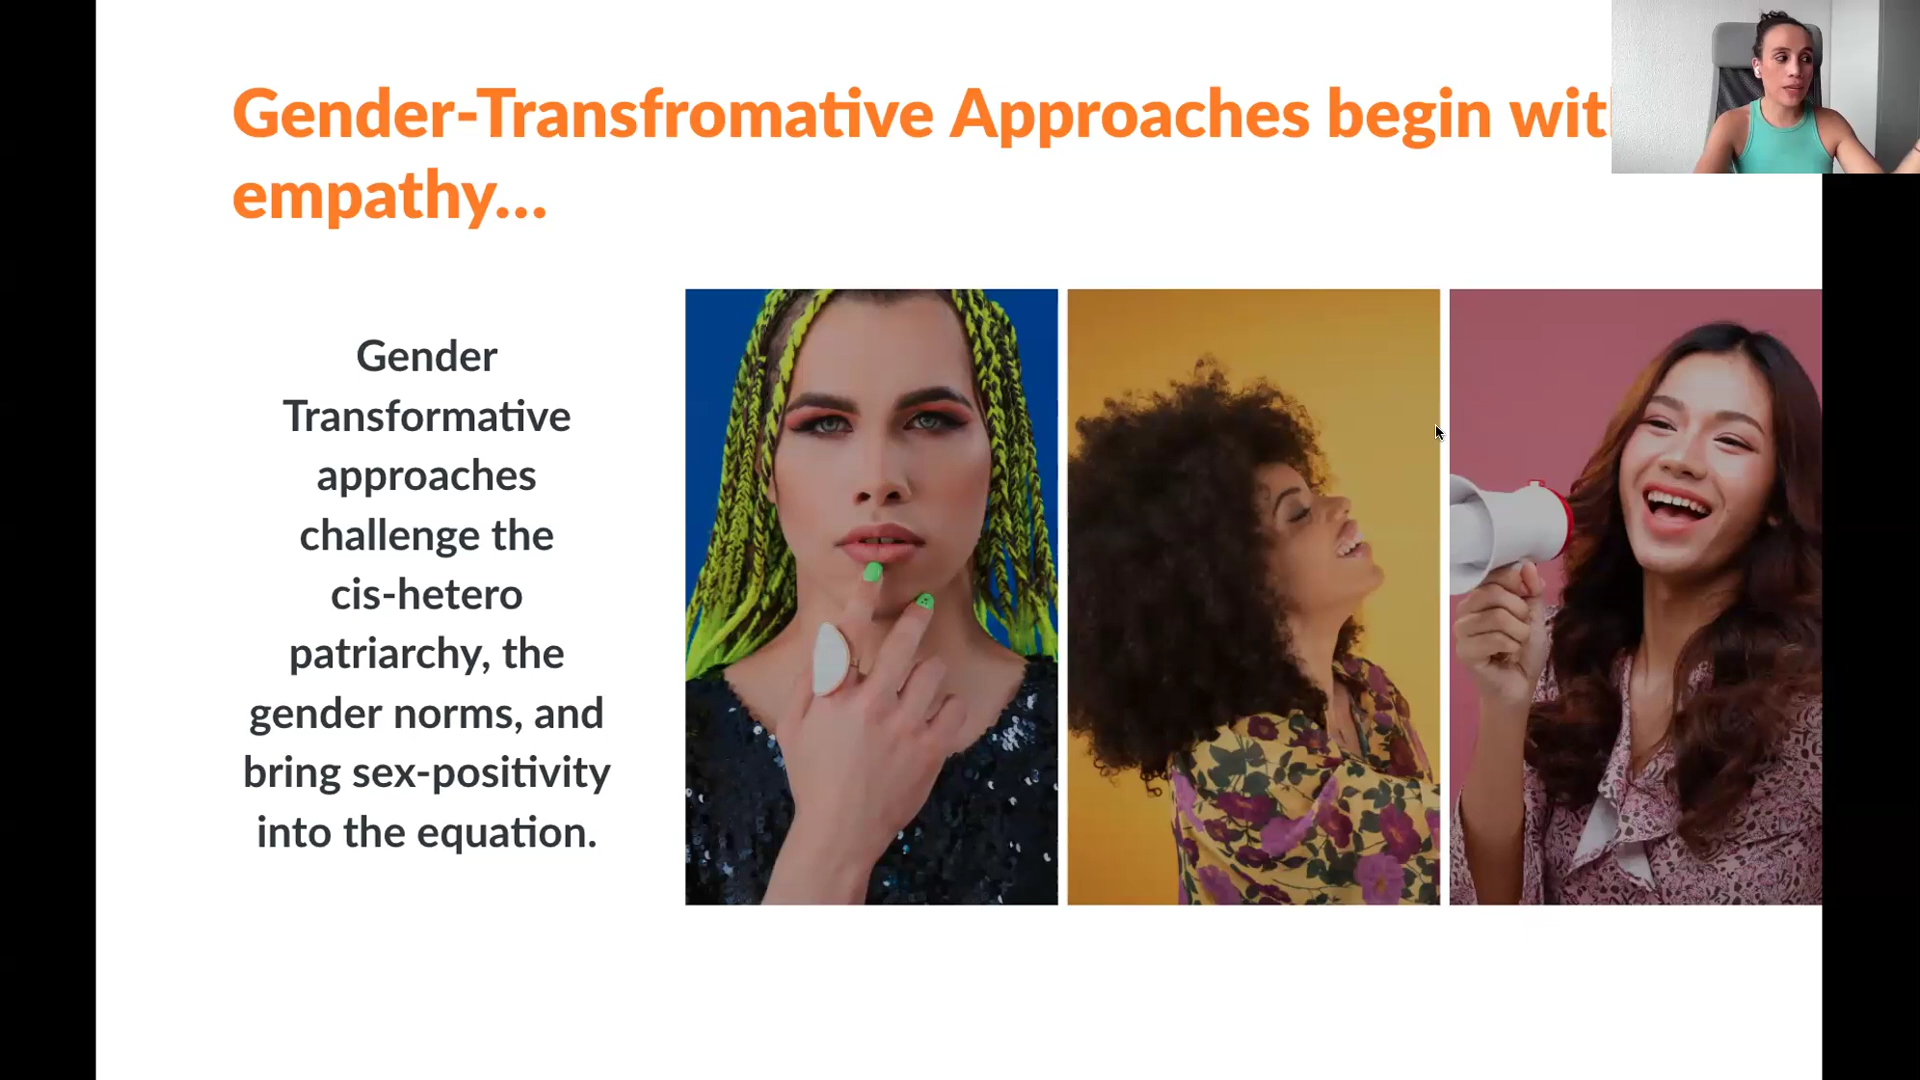 Gender-Transfromative Approaches begin wit
empathy...
Gender
Transformative
approaches
challenge the
cis-hetero
patriarchy, the
gender norms, and
bring sex-positivity
into the equation.